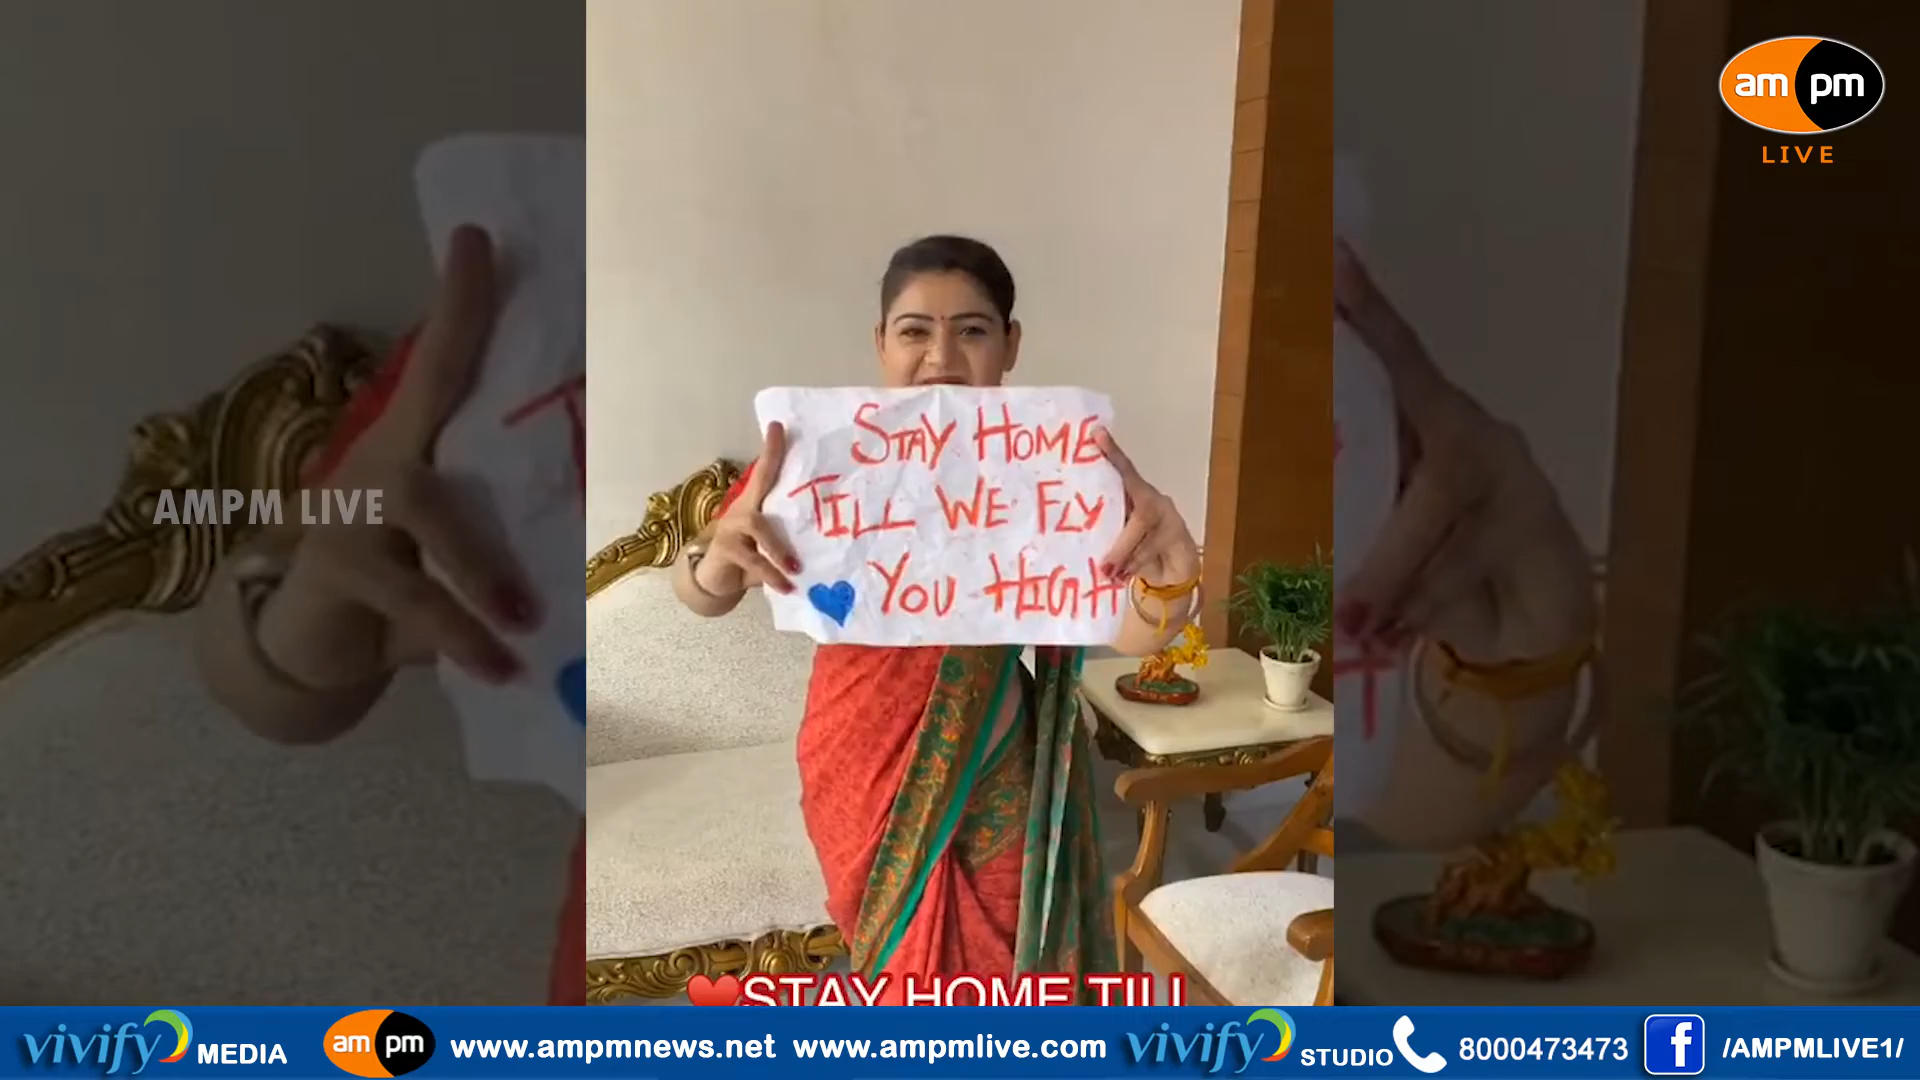 am pm
LIVE
STAY HOME
TILL WE FLY
YOU HIGH
AMPM LIVE
STAY HOME TILL
vivify MEDIA am pm www.ampmnews.net www.ampmlive.com vivify STUDIO 8000473473 f /AMPMLIVE1/